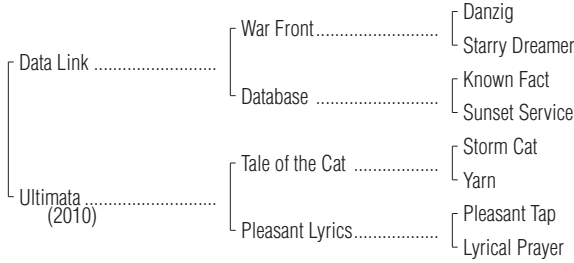 Danzig
War Front........................
Starry Dreamer
Data Link ........................
Known Fact
Database ........................
Sunset Service
Storm Cat
Tale of the Cat ................
Yarn
Ultimata.........................
(2010)
Pleasant Tap
Pleasant Lyrics................
Lyrical Prayer